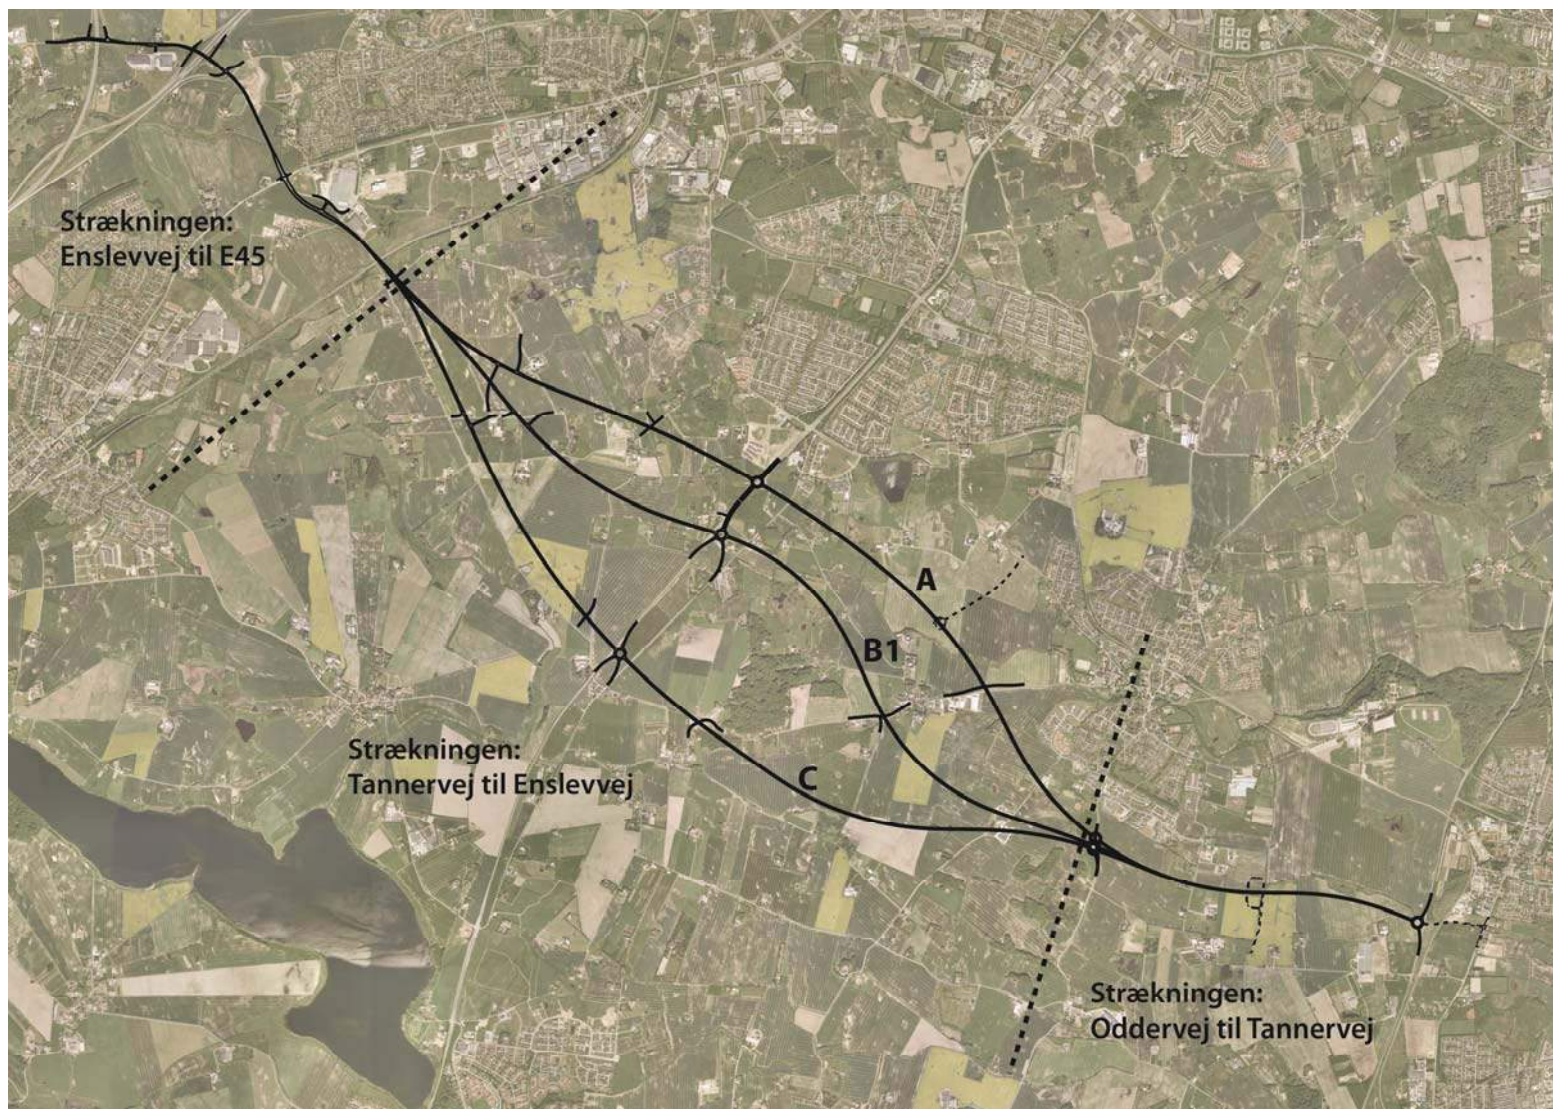 Strækningen:
Enslevvej til E45
A
B1
Strækningen:
Tannervej til Enslevvej
C
Strækningen:
Oddervej til Tannervej